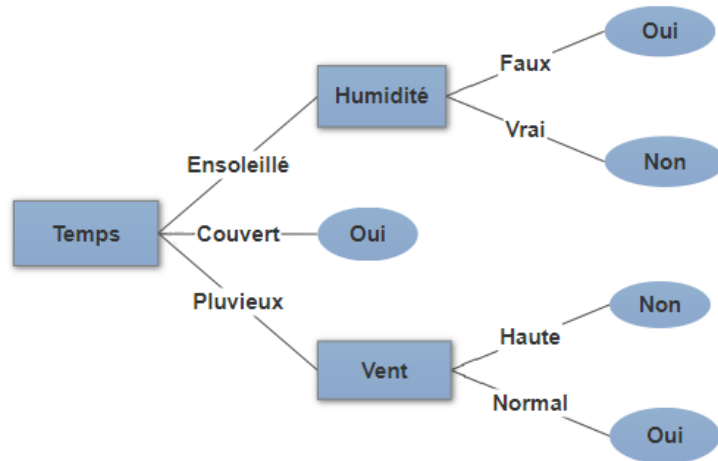 Oui
Faux
Humidité
Vrai
Non
Ensoleillé
Temps
Couvert
Oui
Pluvieux
Non
Haute
Vent
Normal
Oui